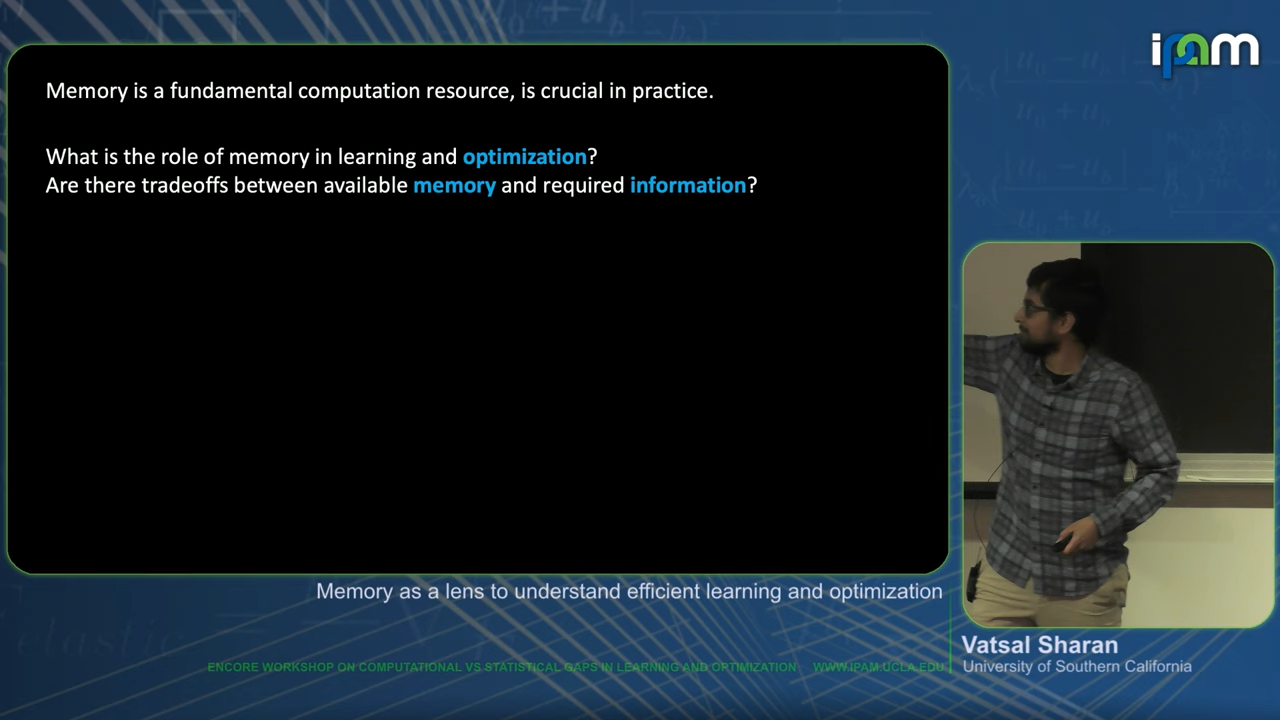 ipam
Memory is a fundamental computation resource, is crucial in practice.
What is the role of memory in learning and optimization?
Are there tradeoffs between available memory and required information?
Memory as a lens to understand efficient learning and optimization
Vatsal Sharan
University of Southern California
ENCORE WORKSHOP ON COMPUTATIONAL VS STATISTICAL GAPS IN LEARNING AND OPTIMIZATION WWW.IPAM.UCLA.EDU
elastic